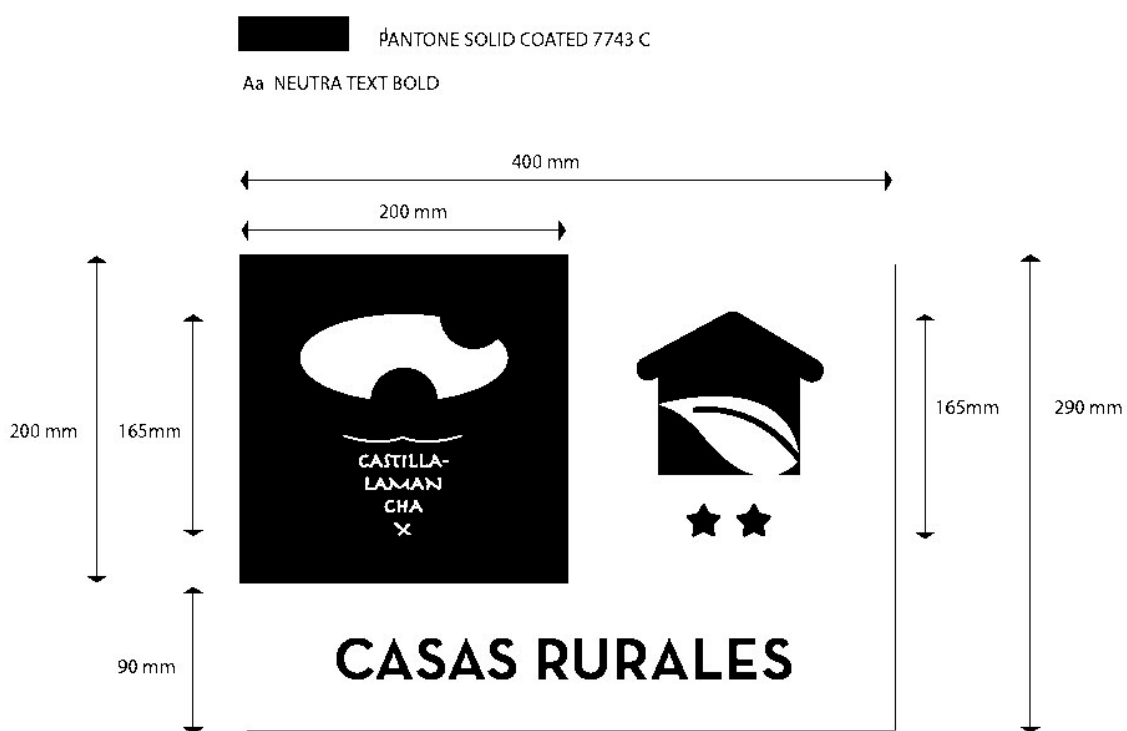 PANTONE SOLID COATED 7743 C
Aa NEUTRA TEXT BOLD
400 mm
200 mm
200 mm
165mm
CASTILLA-
LAMAN
CHA
X
165mm
290 mm
90 mm
CASAS RURALES